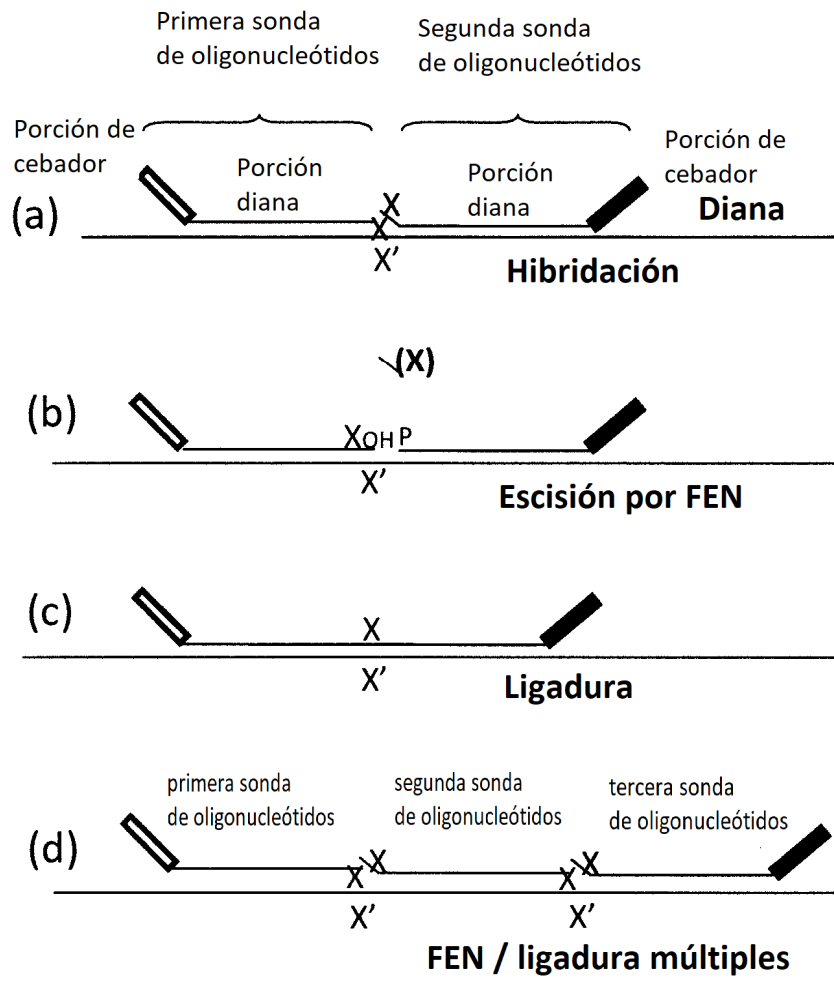 Primera sonda
de oligonucleótidos
Segunda sonda
de oligonucleótidos
Porción de
cebador
Porción
diana
Porción
diana
Porción de
cebador
(a)
X
X
X'
Diana
Hibridación
(X)
(b)
XOH P
X'
Escisión por FEN
(c)
X
X'
Ligadura
primera sonda
de oligonucleótidos
segunda sonda
de oligonucleótidos
tercera sonda
de oligonucleótidos
(d)
X X
X X
X'
X'
FEN / ligadura múltiples